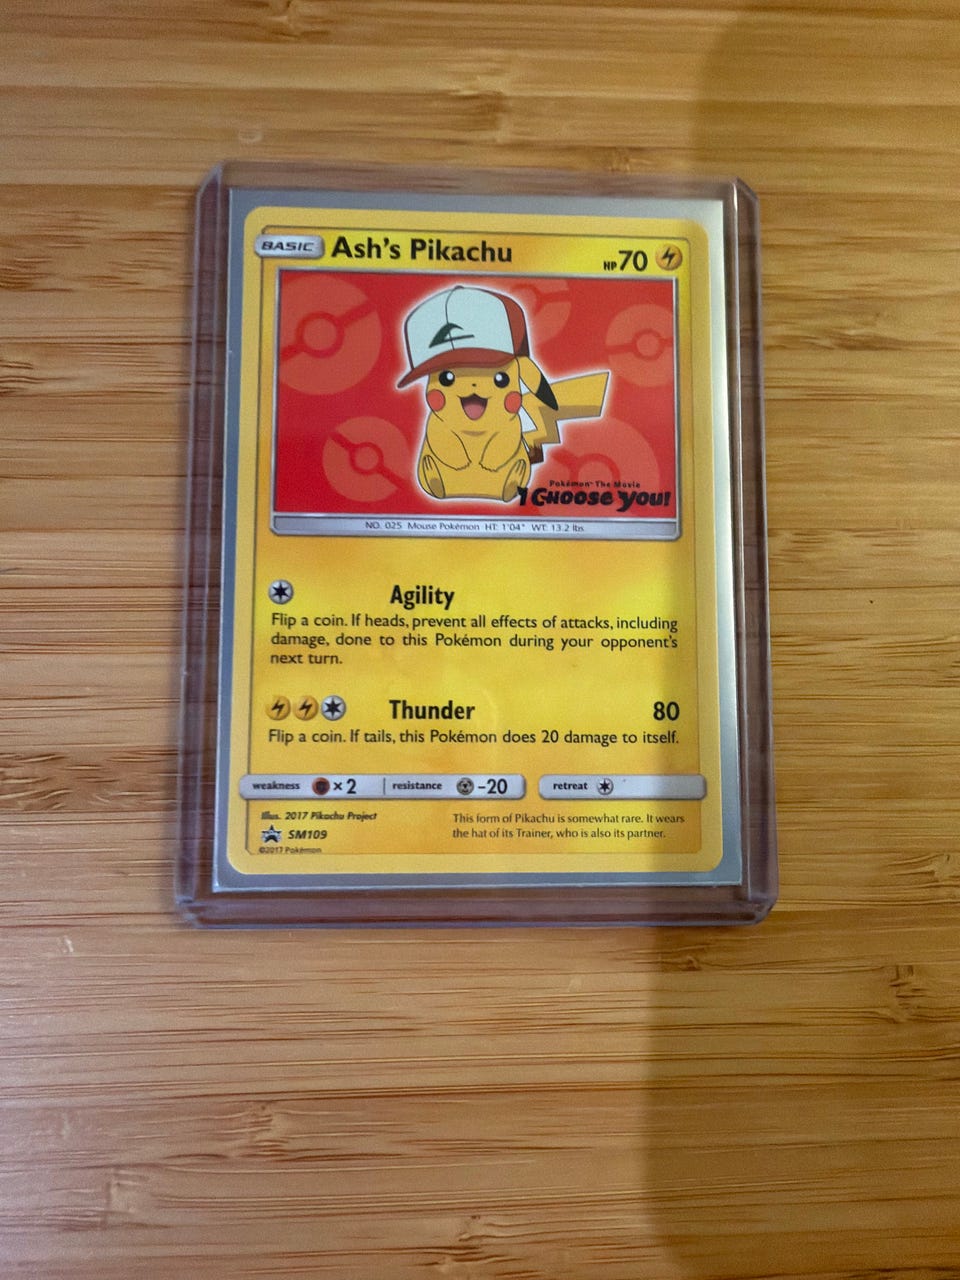 BASIC Ash's Pikachu HP 70
Pokémon™ The Movie
I CHOOSE YOU!
NO. 025 Mouse Pokémon HT: 1'04" WT: 13.2 lbs.
Agility
Flip a coin. If heads, prevent all effects of attacks, including
damage, done to this Pokémon during your opponent's
next turn.
Thunder 80
Flip a coin. If tails, this Pokémon does 20 damage to itself.
weakness ×2 resistance -20 retreat
Illus. 2017 Pikachu Project
SM109
©2017 Pokémon
This form of Pikachu is somewhat rare. It wears
the hat of its Trainer, who is also its partner.